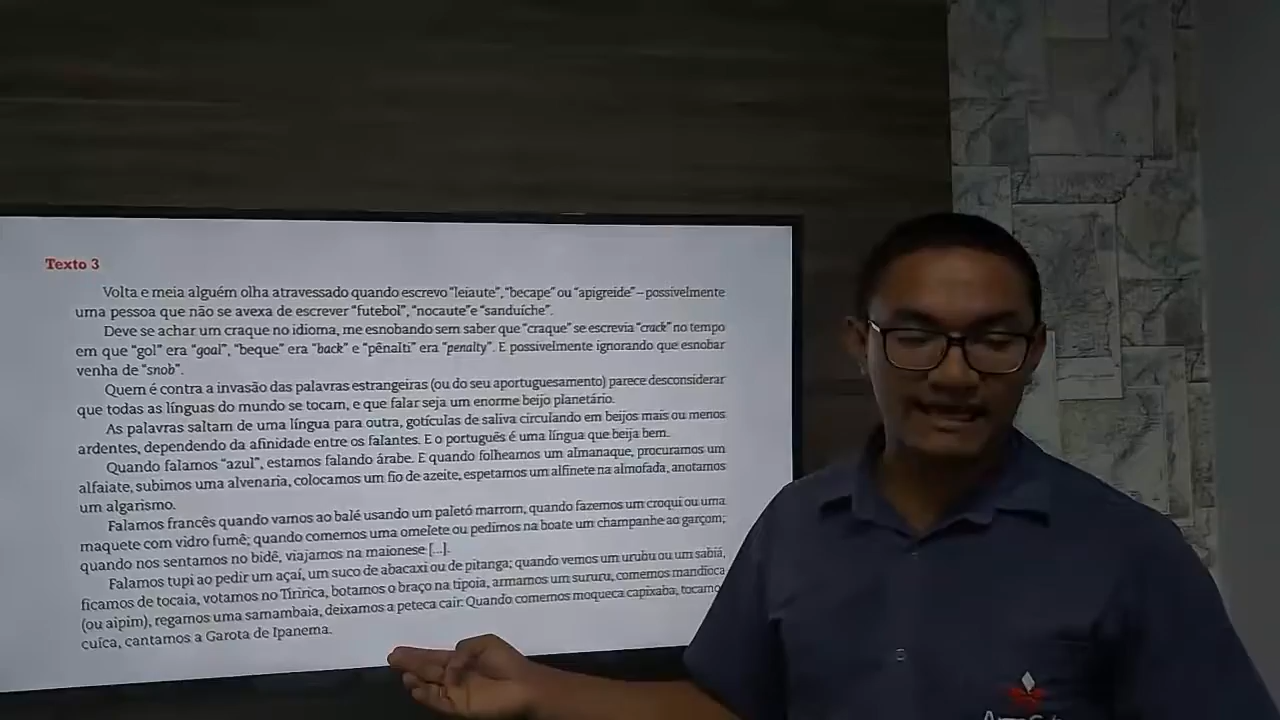 Texto 3
Volta e meia alguém olha atravessado quando escrevo “leiaute”, “becape” ou “apigreide” – possivelmente
uma pessoa que não se avexa de escrever “futebol”, “nocaute”e “sanduíche”.
Deve se achar um craque no idioma, me esnobando sem saber que “craque” se escrevia “crack” no tempo
em que “gol” era “goal”, “beque” era “back” e “pênalti” era “penalty”. E possivelmente ignorando que esnobar
venha de “snob”.
Quem é contra a invasão das palavras estrangeiras (ou do seu aportuguesamento) parece desconsiderar
que todas as línguas do mundo se tocam, e que falar seja um enorme beijo planetário.
As palavras saltam de uma língua para outra, gotículas de saliva circulando em beijos mais ou menos
ardentes, dependendo da afinidade entre os falantes. E o português é uma língua que beija bem.
Quando falamos “azul”, estamos falando árabe. E quando folheamos um almanaque, procuramos um
alfaiate, subimos uma alvenaria, colocamos um fio de azeite, espetamos um alfinete na almofada, anotamos
um algarismo.
Falamos francês quando vamos ao balé usando um paletó marrom, quando fazemos um croqui ou uma
maquete com vidro fumê; quando comemos uma omelete ou pedimos na boate um champanhe ao garçom;
quando nos sentamos no bidê, viajamos na maionese [...].
Falamos tupi ao pedir um açaí, um suco de abacaxi ou de pitanga; quando vemos um urubu ou um sabiá,
ficamos de tocaia, votamos no Tiririca, botamos o braço na tipoia, armamos um sururu, comemos mandioca
(ou aipim), regamos uma samambaia, deixamos a peteca cair. Quando comemos moqueca capixaba, tocamo
cuíca, cantamos a Garota de Ipanema.